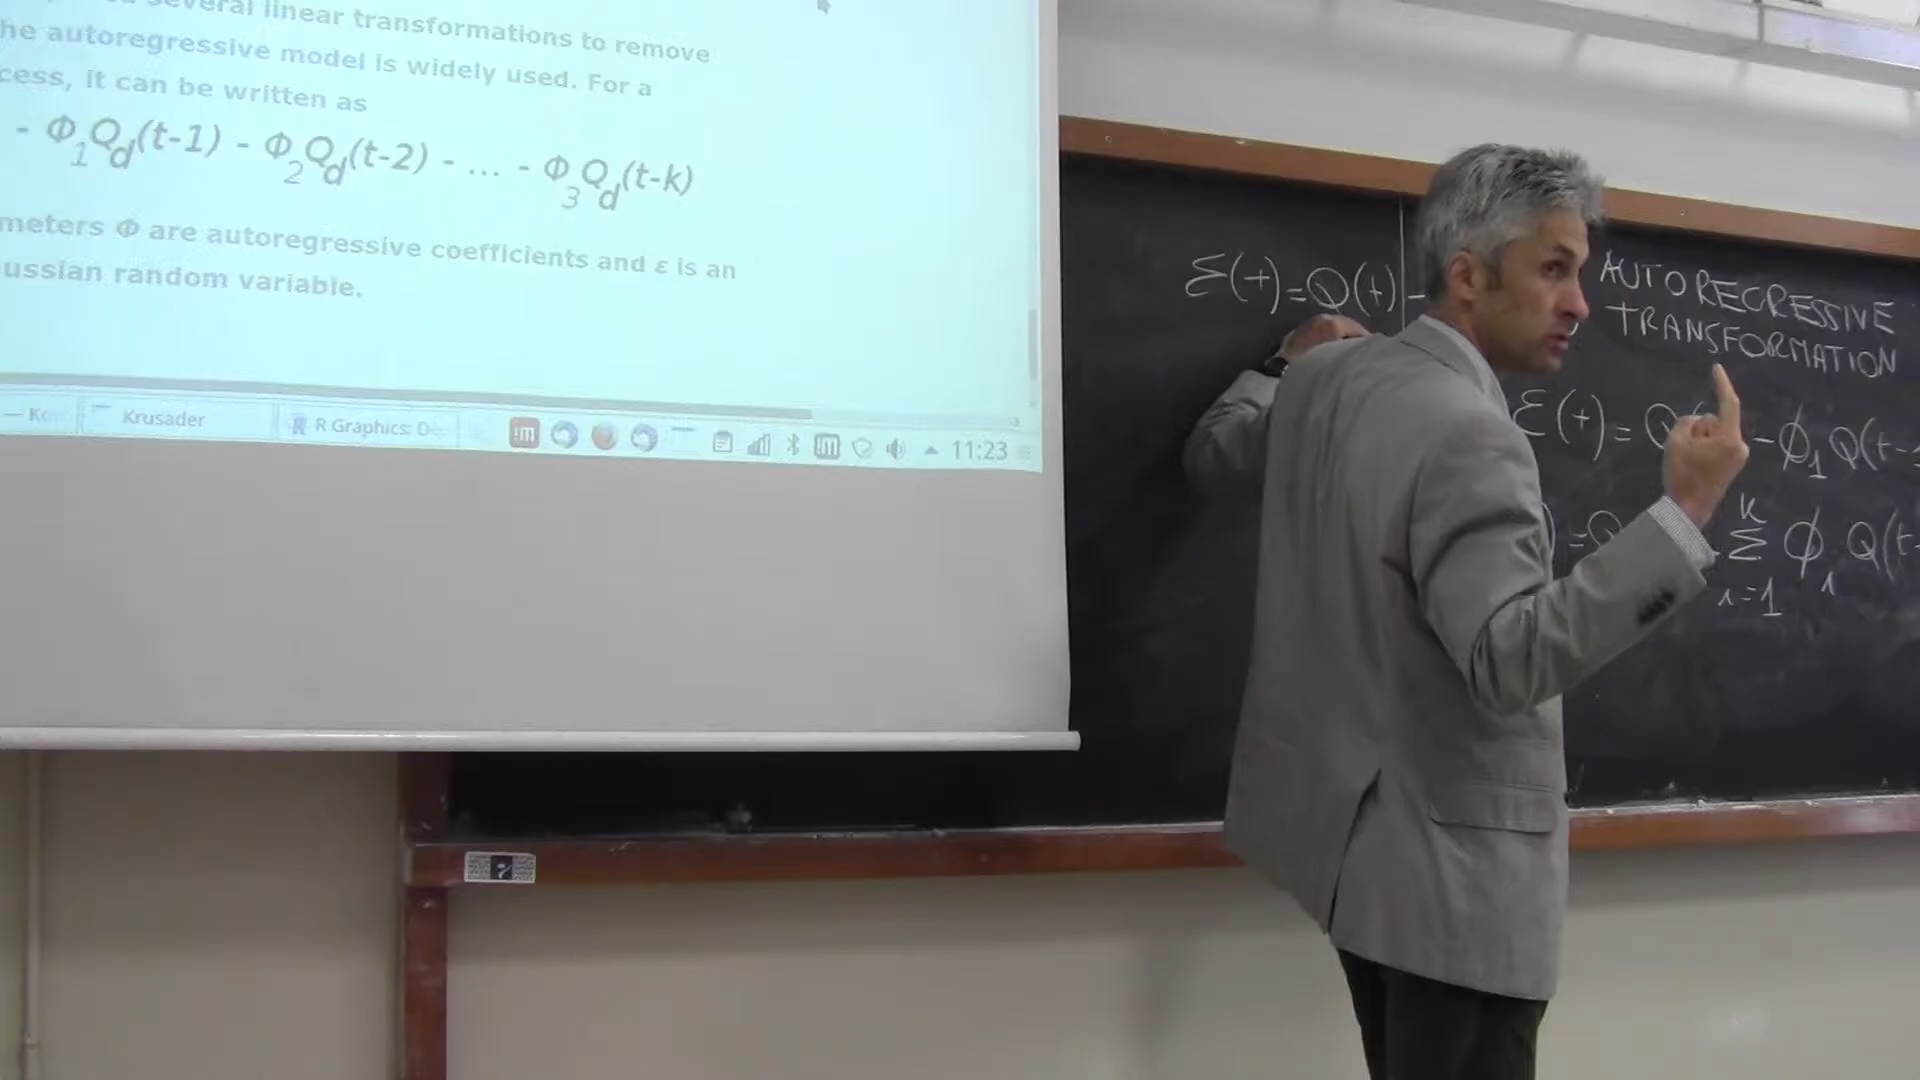 several linear transformations to remove
he autoregressive model is widely used. For a
cess, it can be written as
- Φ1Qd(t-1) - Φ2Qd(t-2) - ... - Φ3Qd(t-k)
meters Φ are autoregressive coefficients and ε is an
ussian random variable.
Krusader
R Graphics: De
11:23
Ɛ(t)=Q(t)-
AUTOREGRESSIVE
TRANSFORMATION
Ɛ(t)=Q - ϕ1 Q(t-
=Q - K Σ i=1 ϕi Q(t-